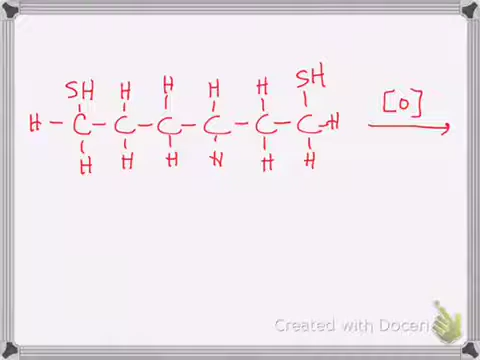 SH H H H H SH
H - C - C - C - C - C - C - H [O]
H H H H H H
Created with Doceri